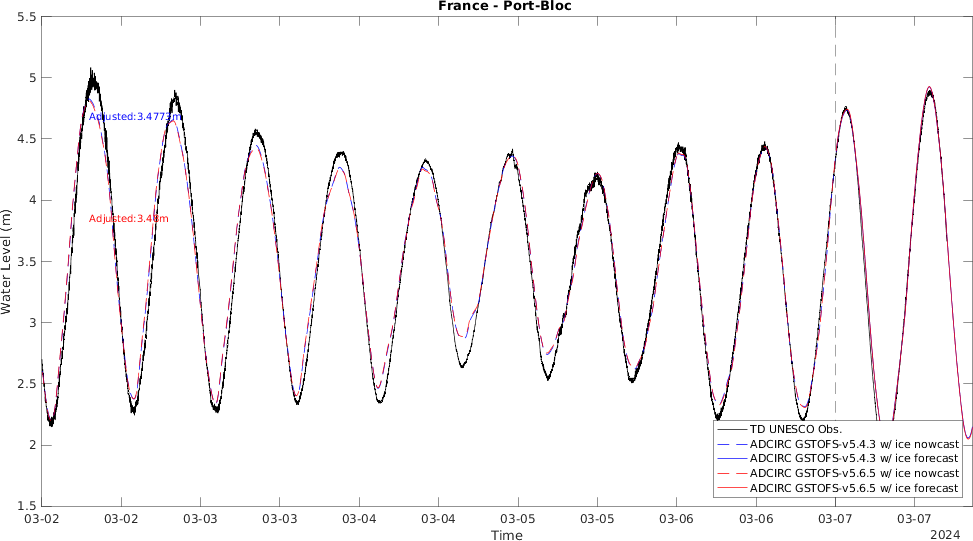 France - Port-Bloc
5.5
5
4.5
4
3.5
3
2.5
2
1.5
Water Level (m)
Adjusted:3.4773m
Adjusted:3.46m
TD UNESCO Obs.
ADCIRC GSTOFS-v5.4.3 w/ ice nowcast
ADCIRC GSTOFS-v5.4.3 w/ ice forecast
ADCIRC GSTOFS-v5.6.5 w/ ice nowcast
ADCIRC GSTOFS-v5.6.5 w/ ice forecast
03-02 03-02 03-03 03-03 03-04 03-04 03-05 03-05 03-06 03-06 03-07 03-07
Time
2024